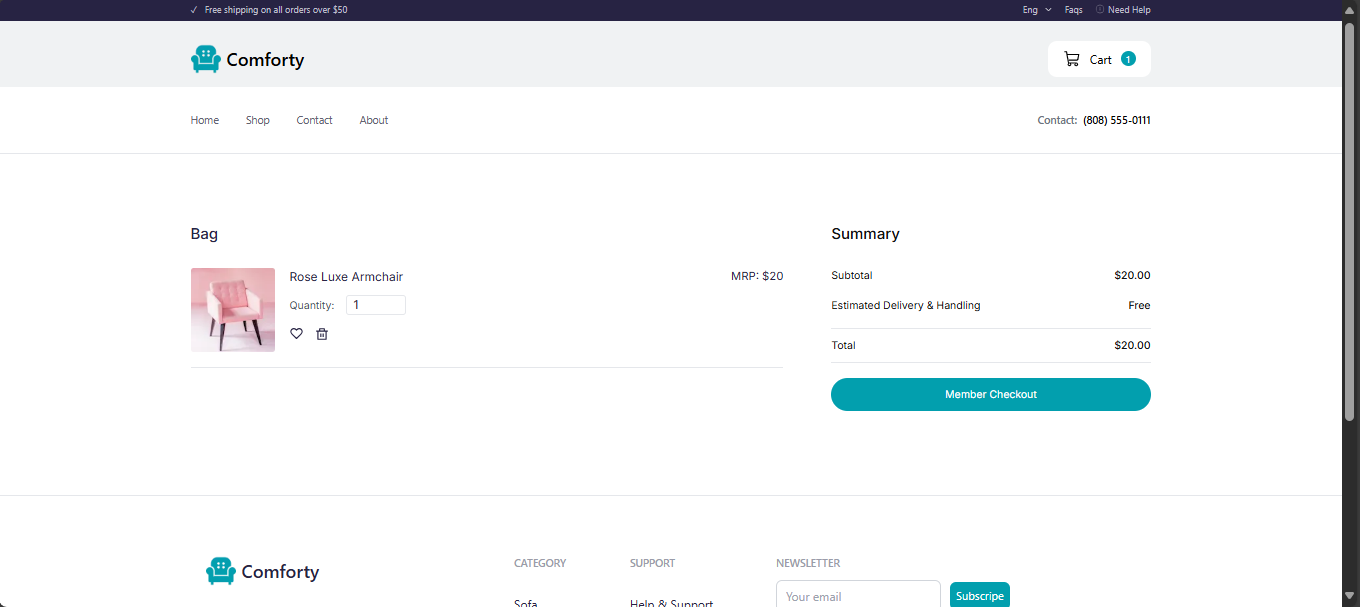 ✓ Free shipping on all orders over $50
Eng Faqs Need Help
Comforty
Cart 1
Home Shop Contact About
Contact: (808) 555-0111
Bag
Rose Luxe Armchair MRP: $20
Quantity: 1
Summary
Subtotal $20.00
Estimated Delivery & Handling Free
Total $20.00
Member Checkout
Comforty
CATEGORY SUPPORT NEWSLETTER
Sofa Help & Support Your email Subscripe